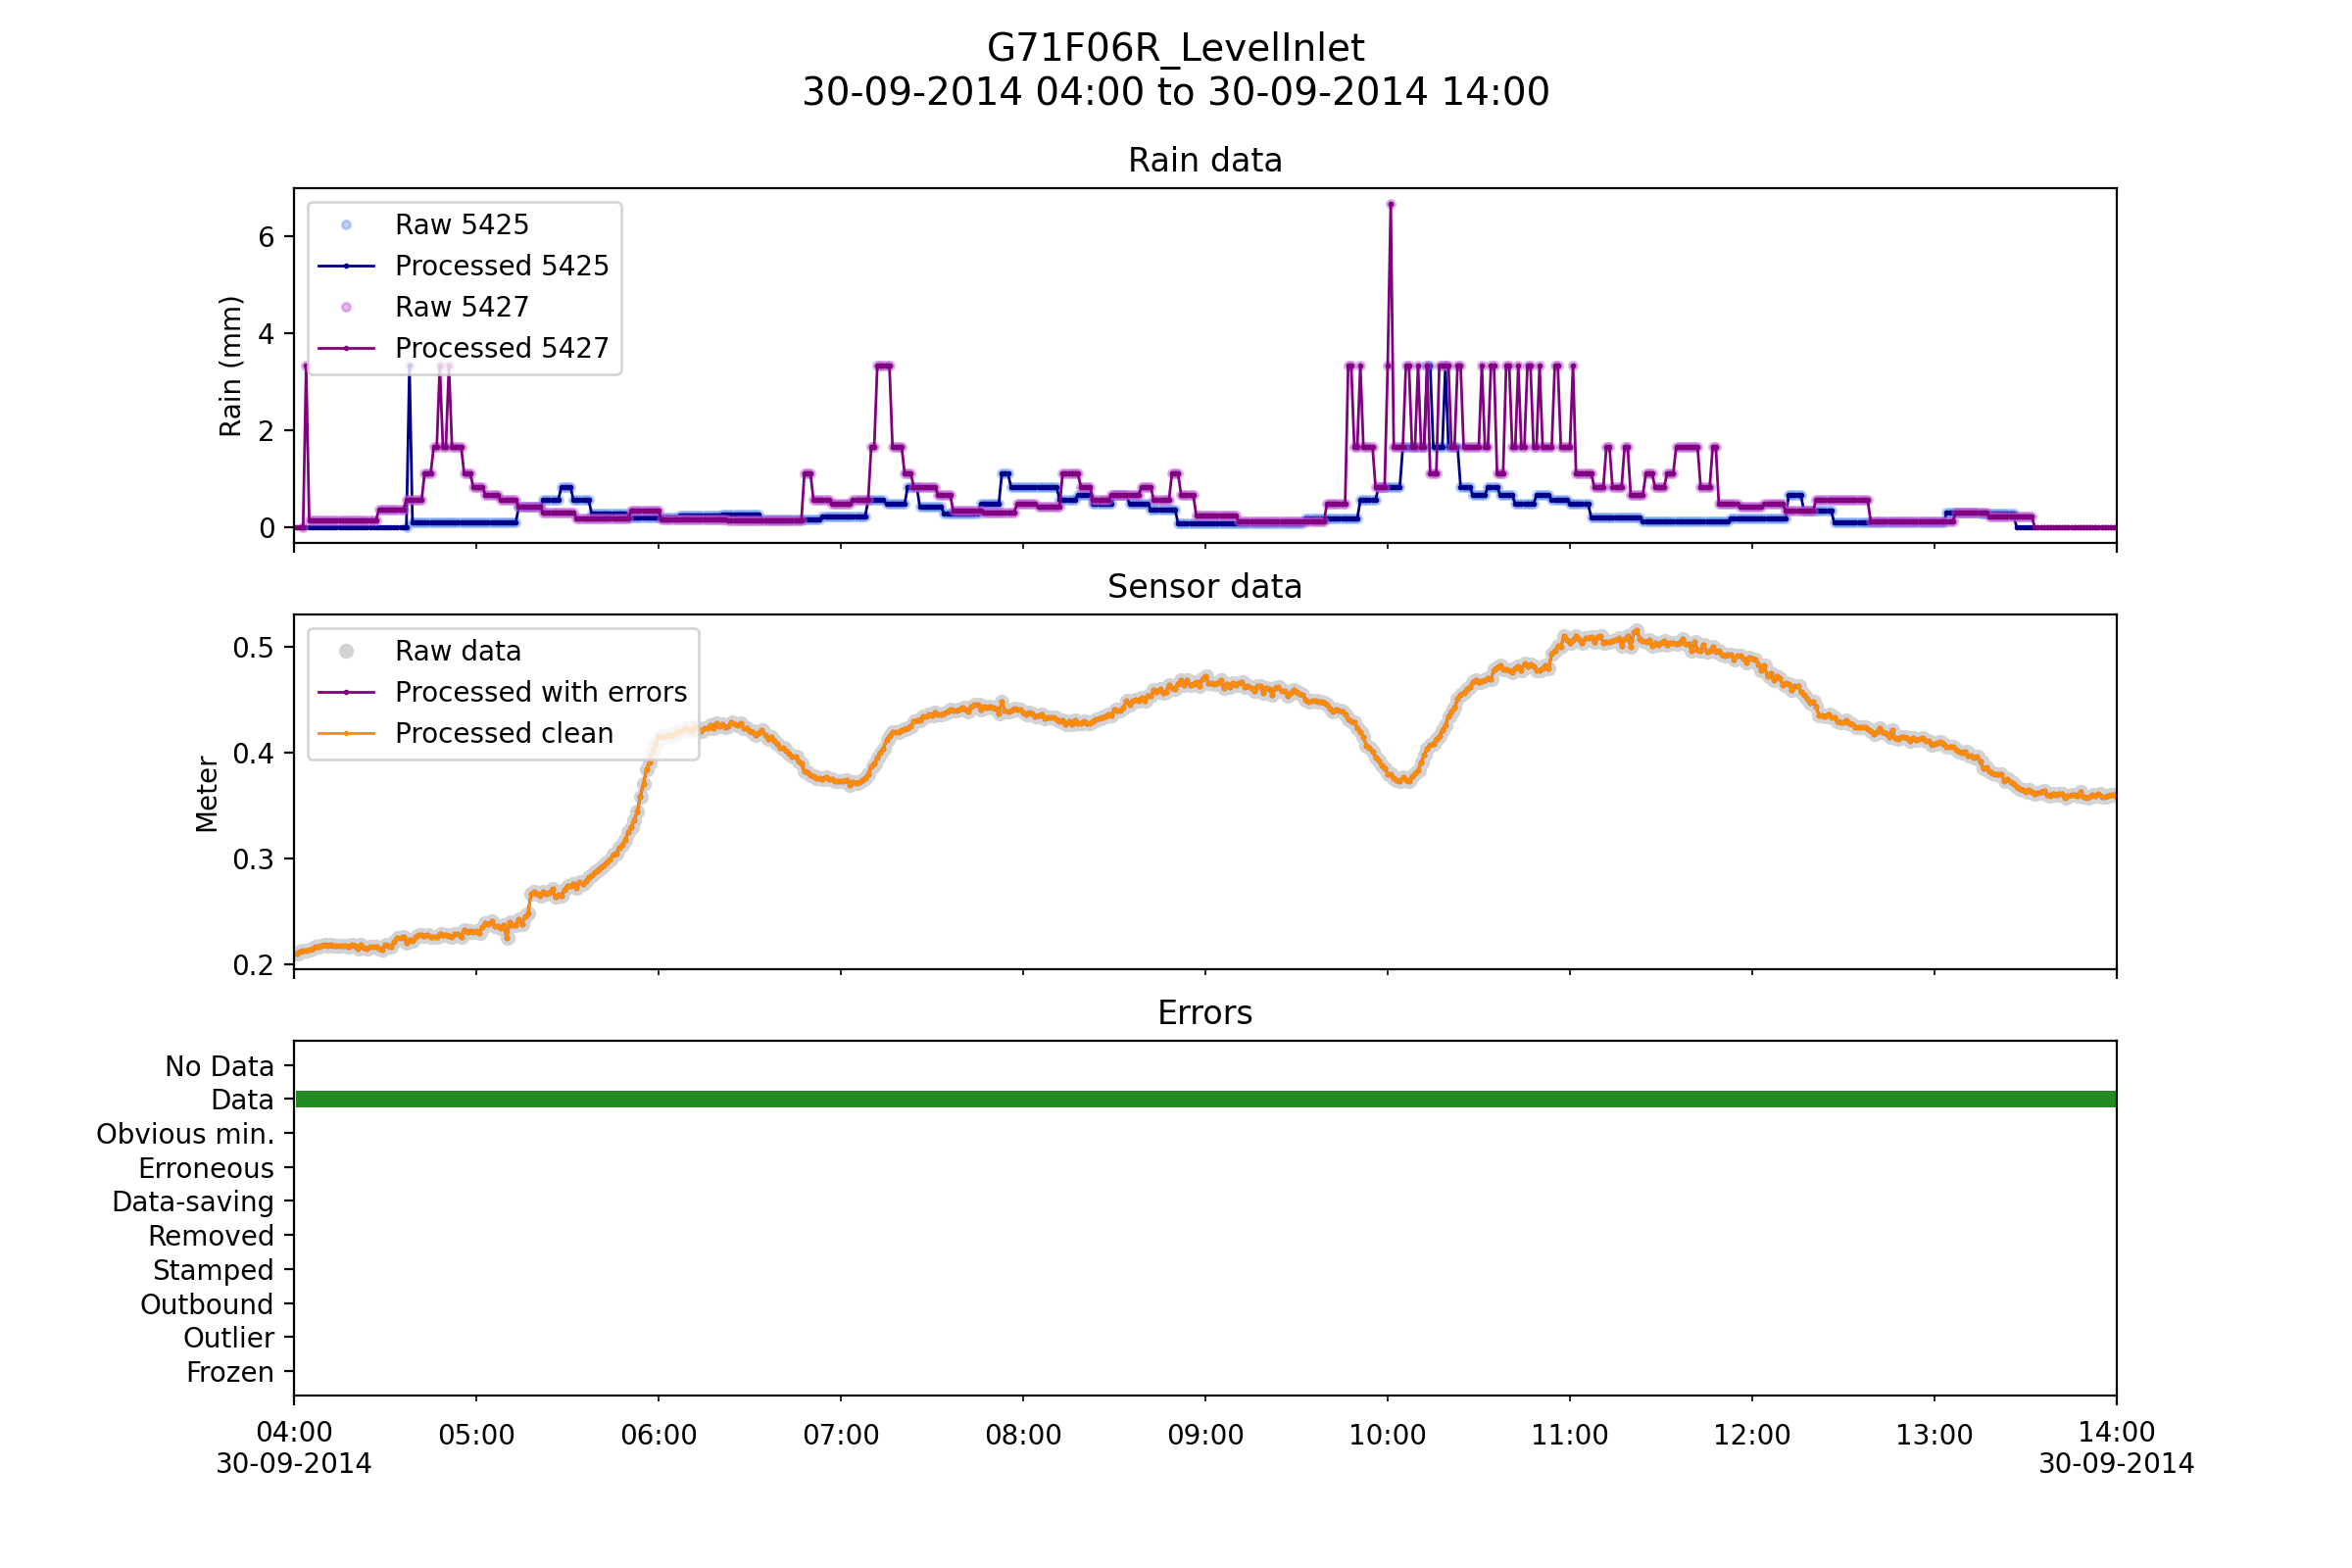 G71F06R_LevelInlet
30-09-2014 04:00 to 30-09-2014 14:00
Rain data
Rain (mm)
6
4
2
0
Raw 5425
Processed 5425
Raw 5427
Processed 5427
Sensor data
Meter
0.5
0.4
0.3
0.2
Raw data
Processed with errors
Processed clean
Errors
No Data
Data
Obvious min.
Erroneous
Data-saving
Removed
Stamped
Outbound
Outlier
Frozen
04:00 05:00 06:00 07:00 08:00 09:00 10:00 11:00 12:00 13:00 14:00
30-09-2014 30-09-2014